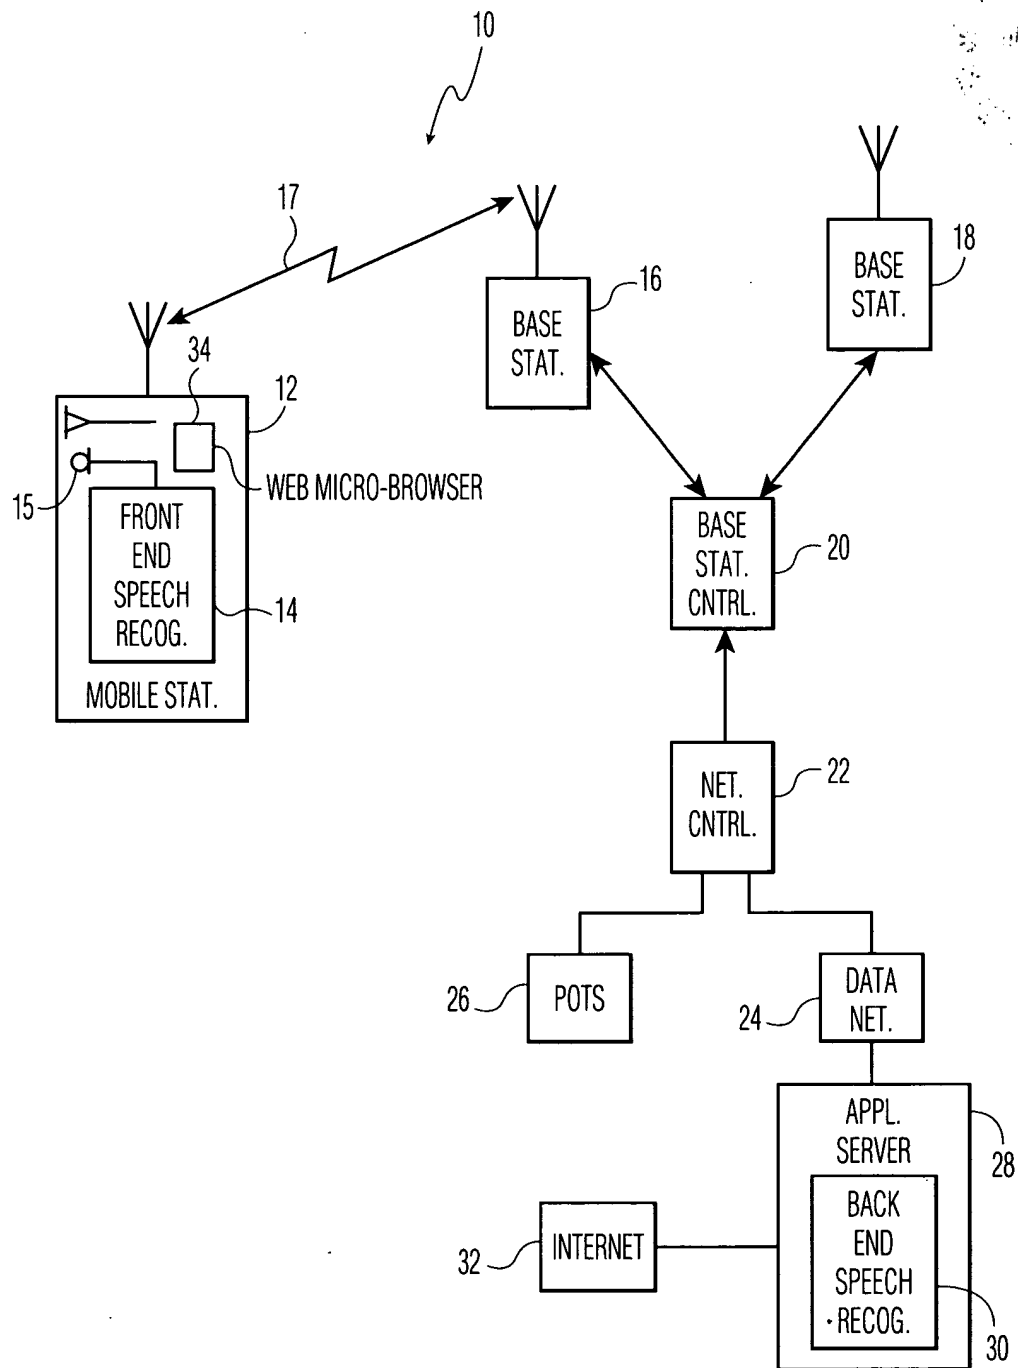 10
17
16
BASE
STAT.
18
BASE
STAT.
34
12
WEB MICRO-BROWSER
15
FRONT
END
SPEECH
RECOG.
14
MOBILE STAT.
BASE
STAT.
CNTRL.
20
NET.
CNTRL.
22
26
POTS
24
DATA
NET.
APPL.
SERVER
28
32
INTERNET
BACK
END
SPEECH
RECOG.
30